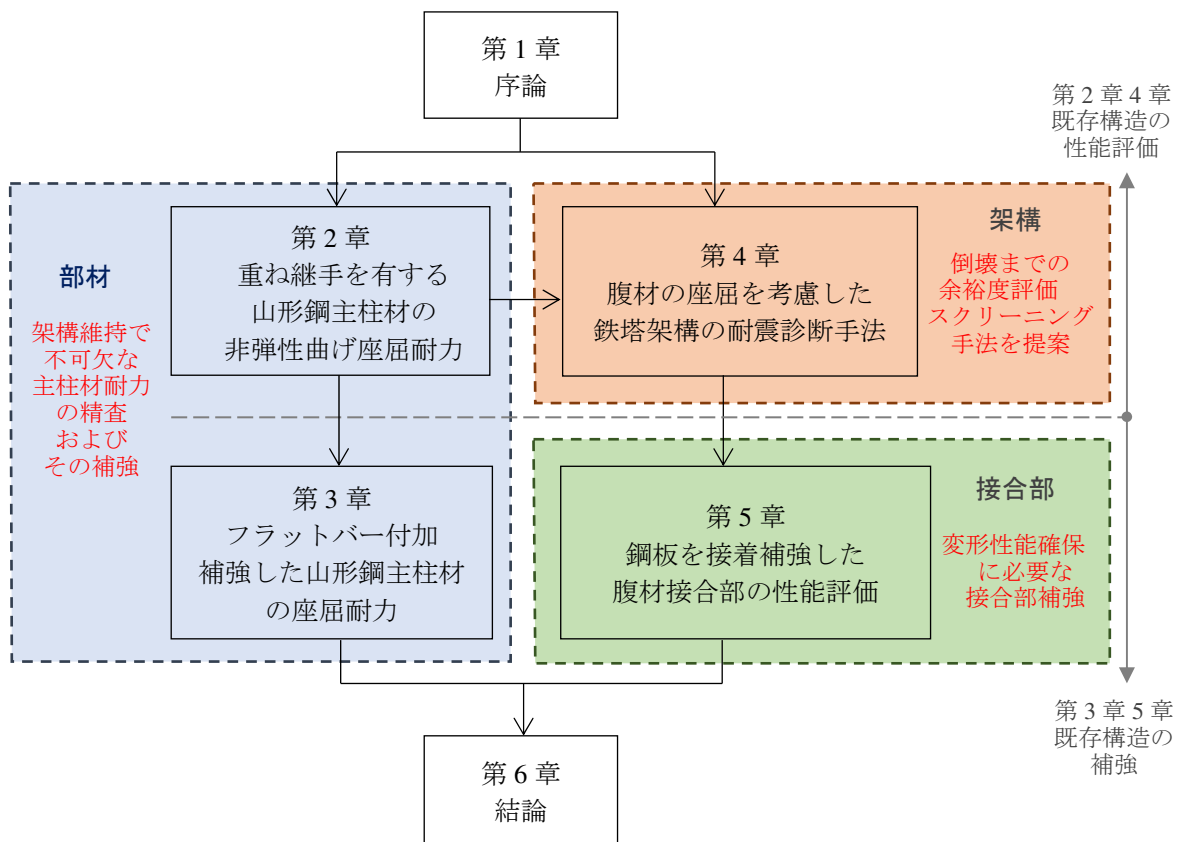 第 1 章
序論
第 2 章 4 章
既存構造の
性能評価
部材
架構維持で
不可欠な
主柱材耐力
の精査
および
その補強
第 2 章
重ね継手を有する
山形鋼主柱材の
非弾性曲げ座屈耐力
第 4 章
腹材の座屈を考慮した
鉄塔架構の耐震診断手法
架構
倒壊までの
余裕度評価
スクリーニング
手法を提案
第 3 章
フラットバー付加
補強した山形鋼主柱材
の座屈耐力
第 5 章
鋼板を接着補強した
腹材接合部の性能評価
接合部
変形性能確保
に必要な
接合部補強
第 3 章 5 章
既存構造の
補強
第 6 章
結論